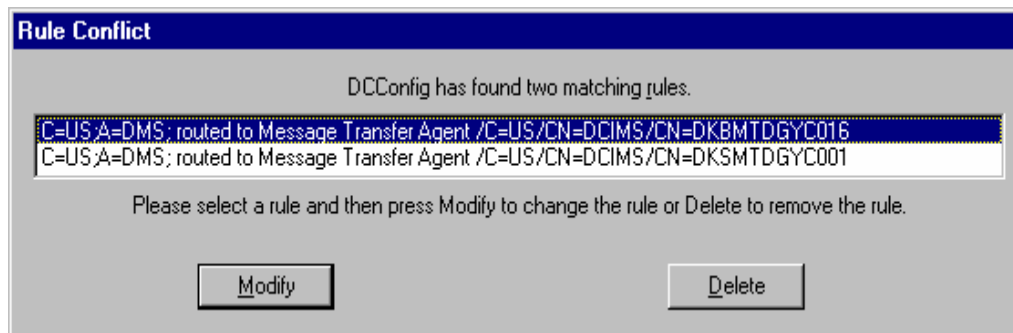 Rule Conflict
DCConfig has found two matching rules.
C=US;A=DMS; routed to Message Transfer Agent /C=US/CN=DCIMS/CN=DKBMTDGYC016
C=US;A=DMS; routed to Message Transfer Agent /C=US/CN=DCIMS/CN=DKSMTDGYC001
Please select a rule and then press Modify to change the rule or Delete to remove the rule.
Modify
Delete